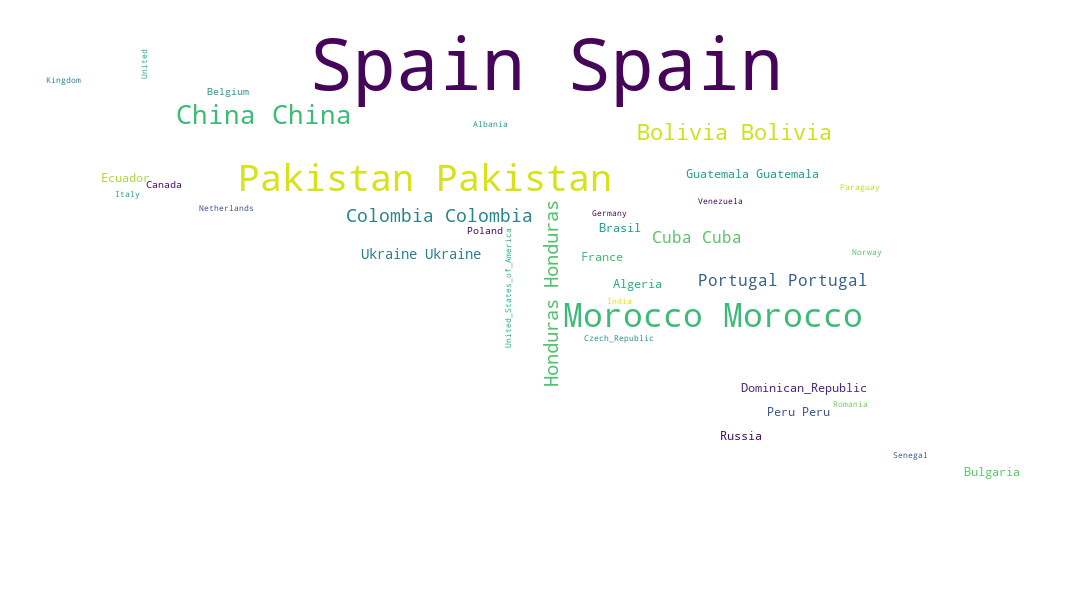 Spain Spain
United
Kingdom
Belgium
China China
Albania
Bolivia Bolivia
Ecuador
Canada
Italy
Pakistan Pakistan
Guatemala Guatemala
Paraguay
Netherlands
Colombia Colombia
Honduras Honduras
Germany
Venezuela
Poland
Brasil
Cuba Cuba
United_States_of_America
Ukraine Ukraine
France
Norway
Algeria
Portugal Portugal
India
Morocco Morocco
Czech_Republic
Dominican_Republic
Romania
Peru Peru
Russia
Senegal
Bulgaria